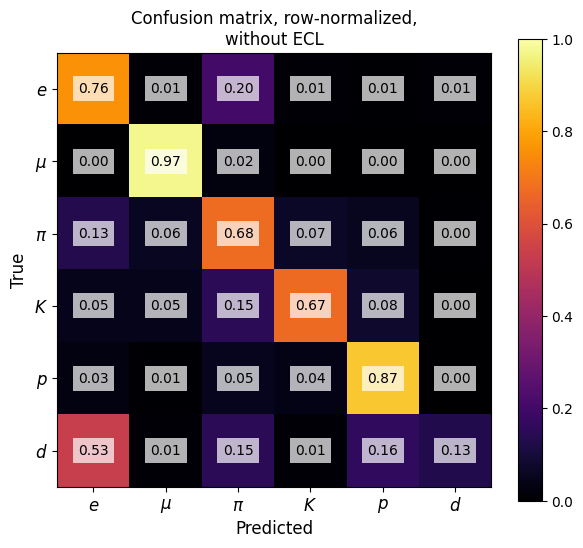 Confusion matrix, row-normalized,
without ECL
1.0
e 0.76 0.01 0.20 0.01 0.01 0.01
μ 0.00 0.97 0.02 0.00 0.00 0.00
0.8
π 0.13 0.06 0.68 0.07 0.06 0.00
0.6
True
K 0.05 0.05 0.15 0.67 0.08 0.00
0.4
p 0.03 0.01 0.05 0.04 0.87 0.00
0.2
d 0.53 0.01 0.15 0.01 0.16 0.13
0.0
e μ π K p d
Predicted